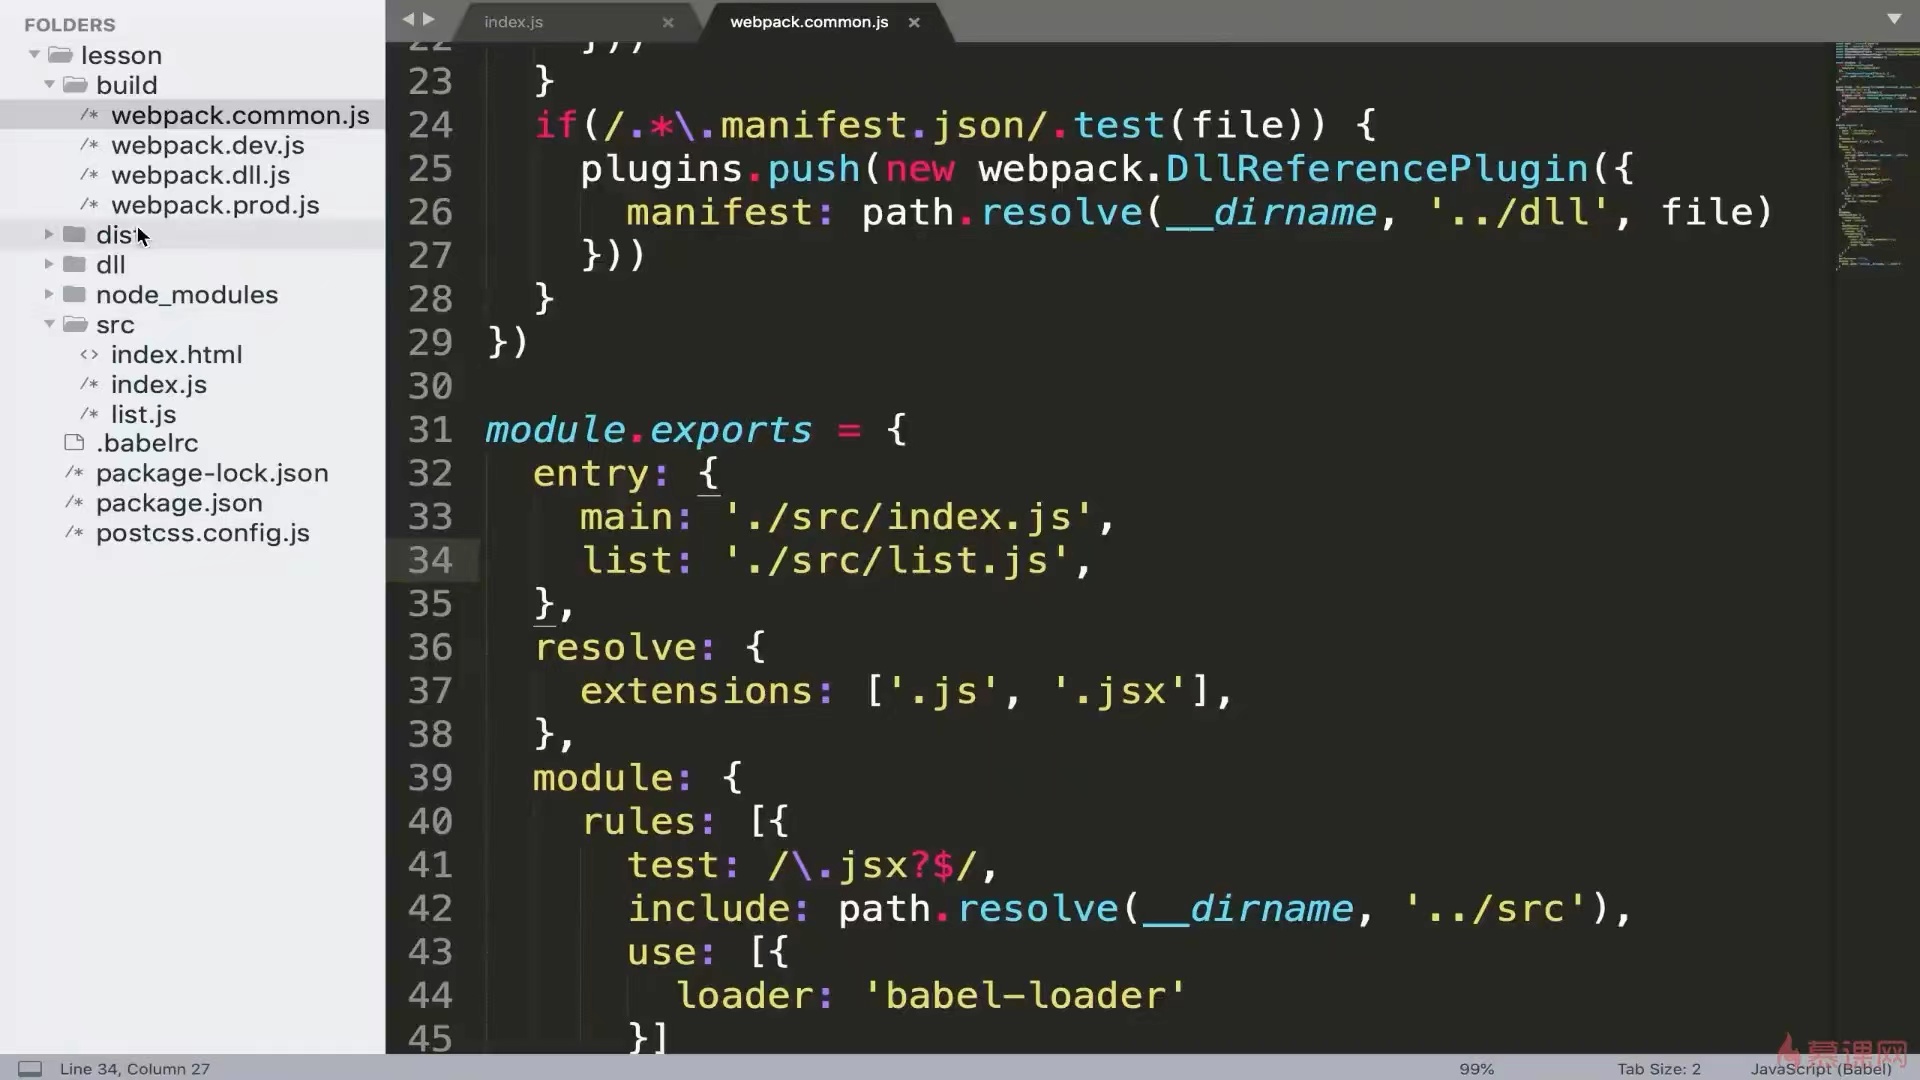 FOLDERS
lesson
build
webpack.common.js
webpack.dev.js
webpack.dll.js
webpack.prod.js
dist
dll
node_modules
src
index.html
index.js
list.js
.babelrc
package-lock.json
package.json
postcss.config.js
index.js
webpack.common.js
22     }))
23   }
24   if(/.*\.manifest.json/.test(file)) {
25     plugins.push(new webpack.DllReferencePlugin({
26       manifest: path.resolve(__dirname, '../dll', file)
27     }))
28   }
29 })
30
31 module.exports = {
32   entry: {
33     main: './src/index.js',
34     list: './src/list.js',
35   },
36   resolve: {
37     extensions: ['.js', '.jsx'],
38   },
39   module: {
40     rules: [{
41       test: /\.jsx?$/,
42       include: path.resolve(__dirname, '../src'),
43       use: [{
44         loader: 'babel-loader'
45       }]
Line 34, Column 27
99%
Tab Size: 2
JavaScript (Babel)
慕课网